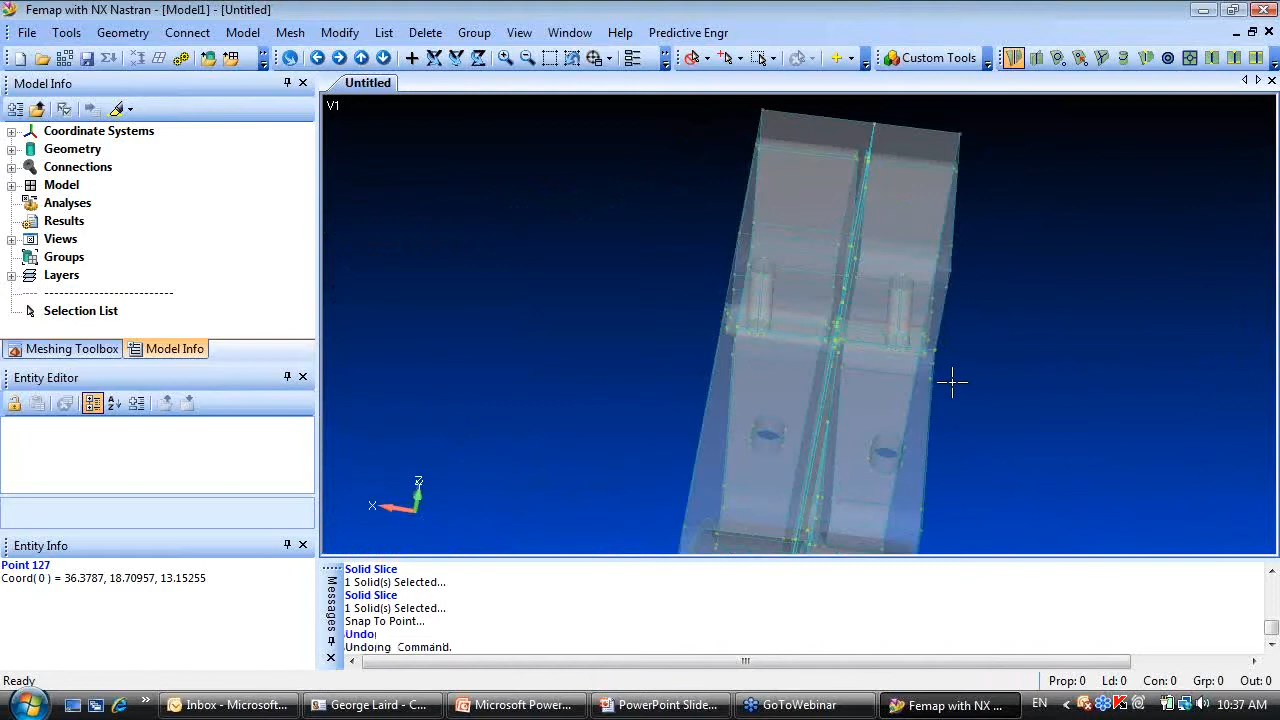 Femap with NX Nastran - [Model1] - [Untitled]
File Tools Geometry Connect Model Mesh Modify List Delete Group View Window Help Predictive Engr
Custom Tools
Model Info
Untitled
V1
Coordinate Systems
Geometry
Connections
Model
Analyses
Results
Views
Groups
Layers
Selection List
Meshing Toolbox Model Info
Entity Editor
Z
X
Entity Info
Point 127
Coord( 0 ) = 36.3787, 18.70957, 13.15255
Messages
Solid Slice
1 Solid(s) Selected...
Solid Slice
1 Solid(s) Selected...
Snap To Point...
Undo
Undoing Command.
Ready
Prop: 0 Ld: 0 Con: 0 Grp: 0 Out: 0
Inbox - Microsoft... George Laird - C... Microsoft Power... PowerPoint Slide... GoToWebinar Femap with NX ... EN 10:37 AM